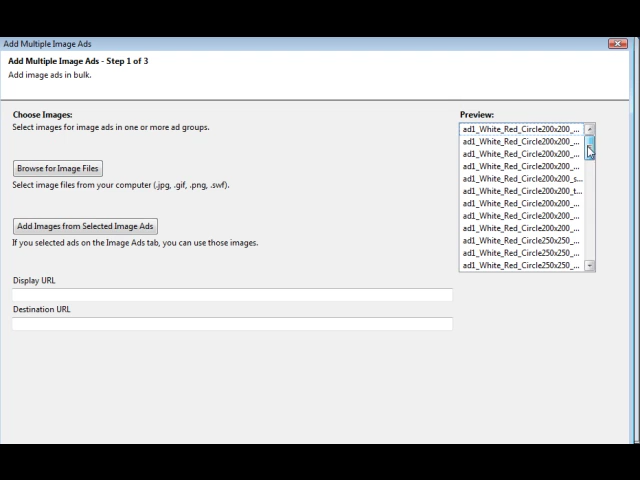 Add Multiple Image Ads
Add Multiple Image Ads - Step 1 of 3
Add image ads in bulk.
Choose Images:
Select images for image ads in one or more ad groups.
Browse for Image Files
Select image files from your computer (.jpg, .gif, .png, .swf).
Add Images from Selected Image Ads
If you selected ads on the Image Ads tab, you can use those images.
Display URL
Destination URL
Preview:
ad1_White_Red_Circle200x200_...
ad1_White_Red_Circle200x200_...
ad1_White_Red_Circle200x200_...
ad1_White_Red_Circle200x200_...
ad1_White_Red_Circle200x200_s...
ad1_White_Red_Circle200x200_t...
ad1_White_Red_Circle200x200_...
ad1_White_Red_Circle200x200_...
ad1_White_Red_Circle200x200_...
ad1_White_Red_Circle250x250_...
ad1_White_Red_Circle250x250_...
ad1_White_Red_Circle250x250_...